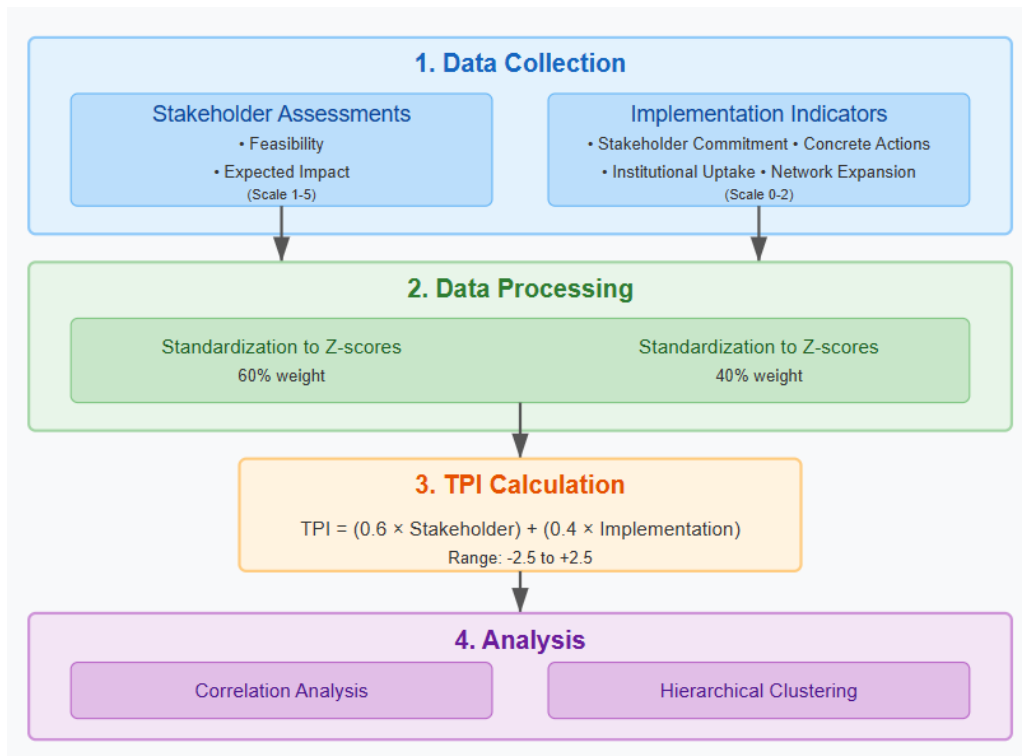 1. Data Collection
Stakeholder Assessments
• Feasibility
• Expected Impact
(Scale 1-5)
Implementation Indicators
• Stakeholder Commitment • Concrete Actions
• Institutional Uptake • Network Expansion
(Scale 0-2)
2. Data Processing
Standardization to Z-scores
60% weight
Standardization to Z-scores
40% weight
3. TPI Calculation
TPI = (0.6 × Stakeholder) + (0.4 × Implementation)
Range: -2.5 to +2.5
4. Analysis
Correlation Analysis
Hierarchical Clustering